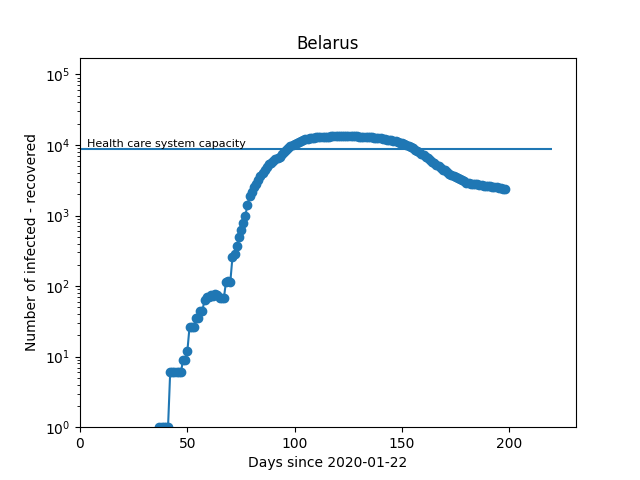 Belarus
10^5
Health care system capacity
10^4
10^3
10^2
10^1
10^0
Number of infected - recovered
0 50 100 150 200
Days since 2020-01-22